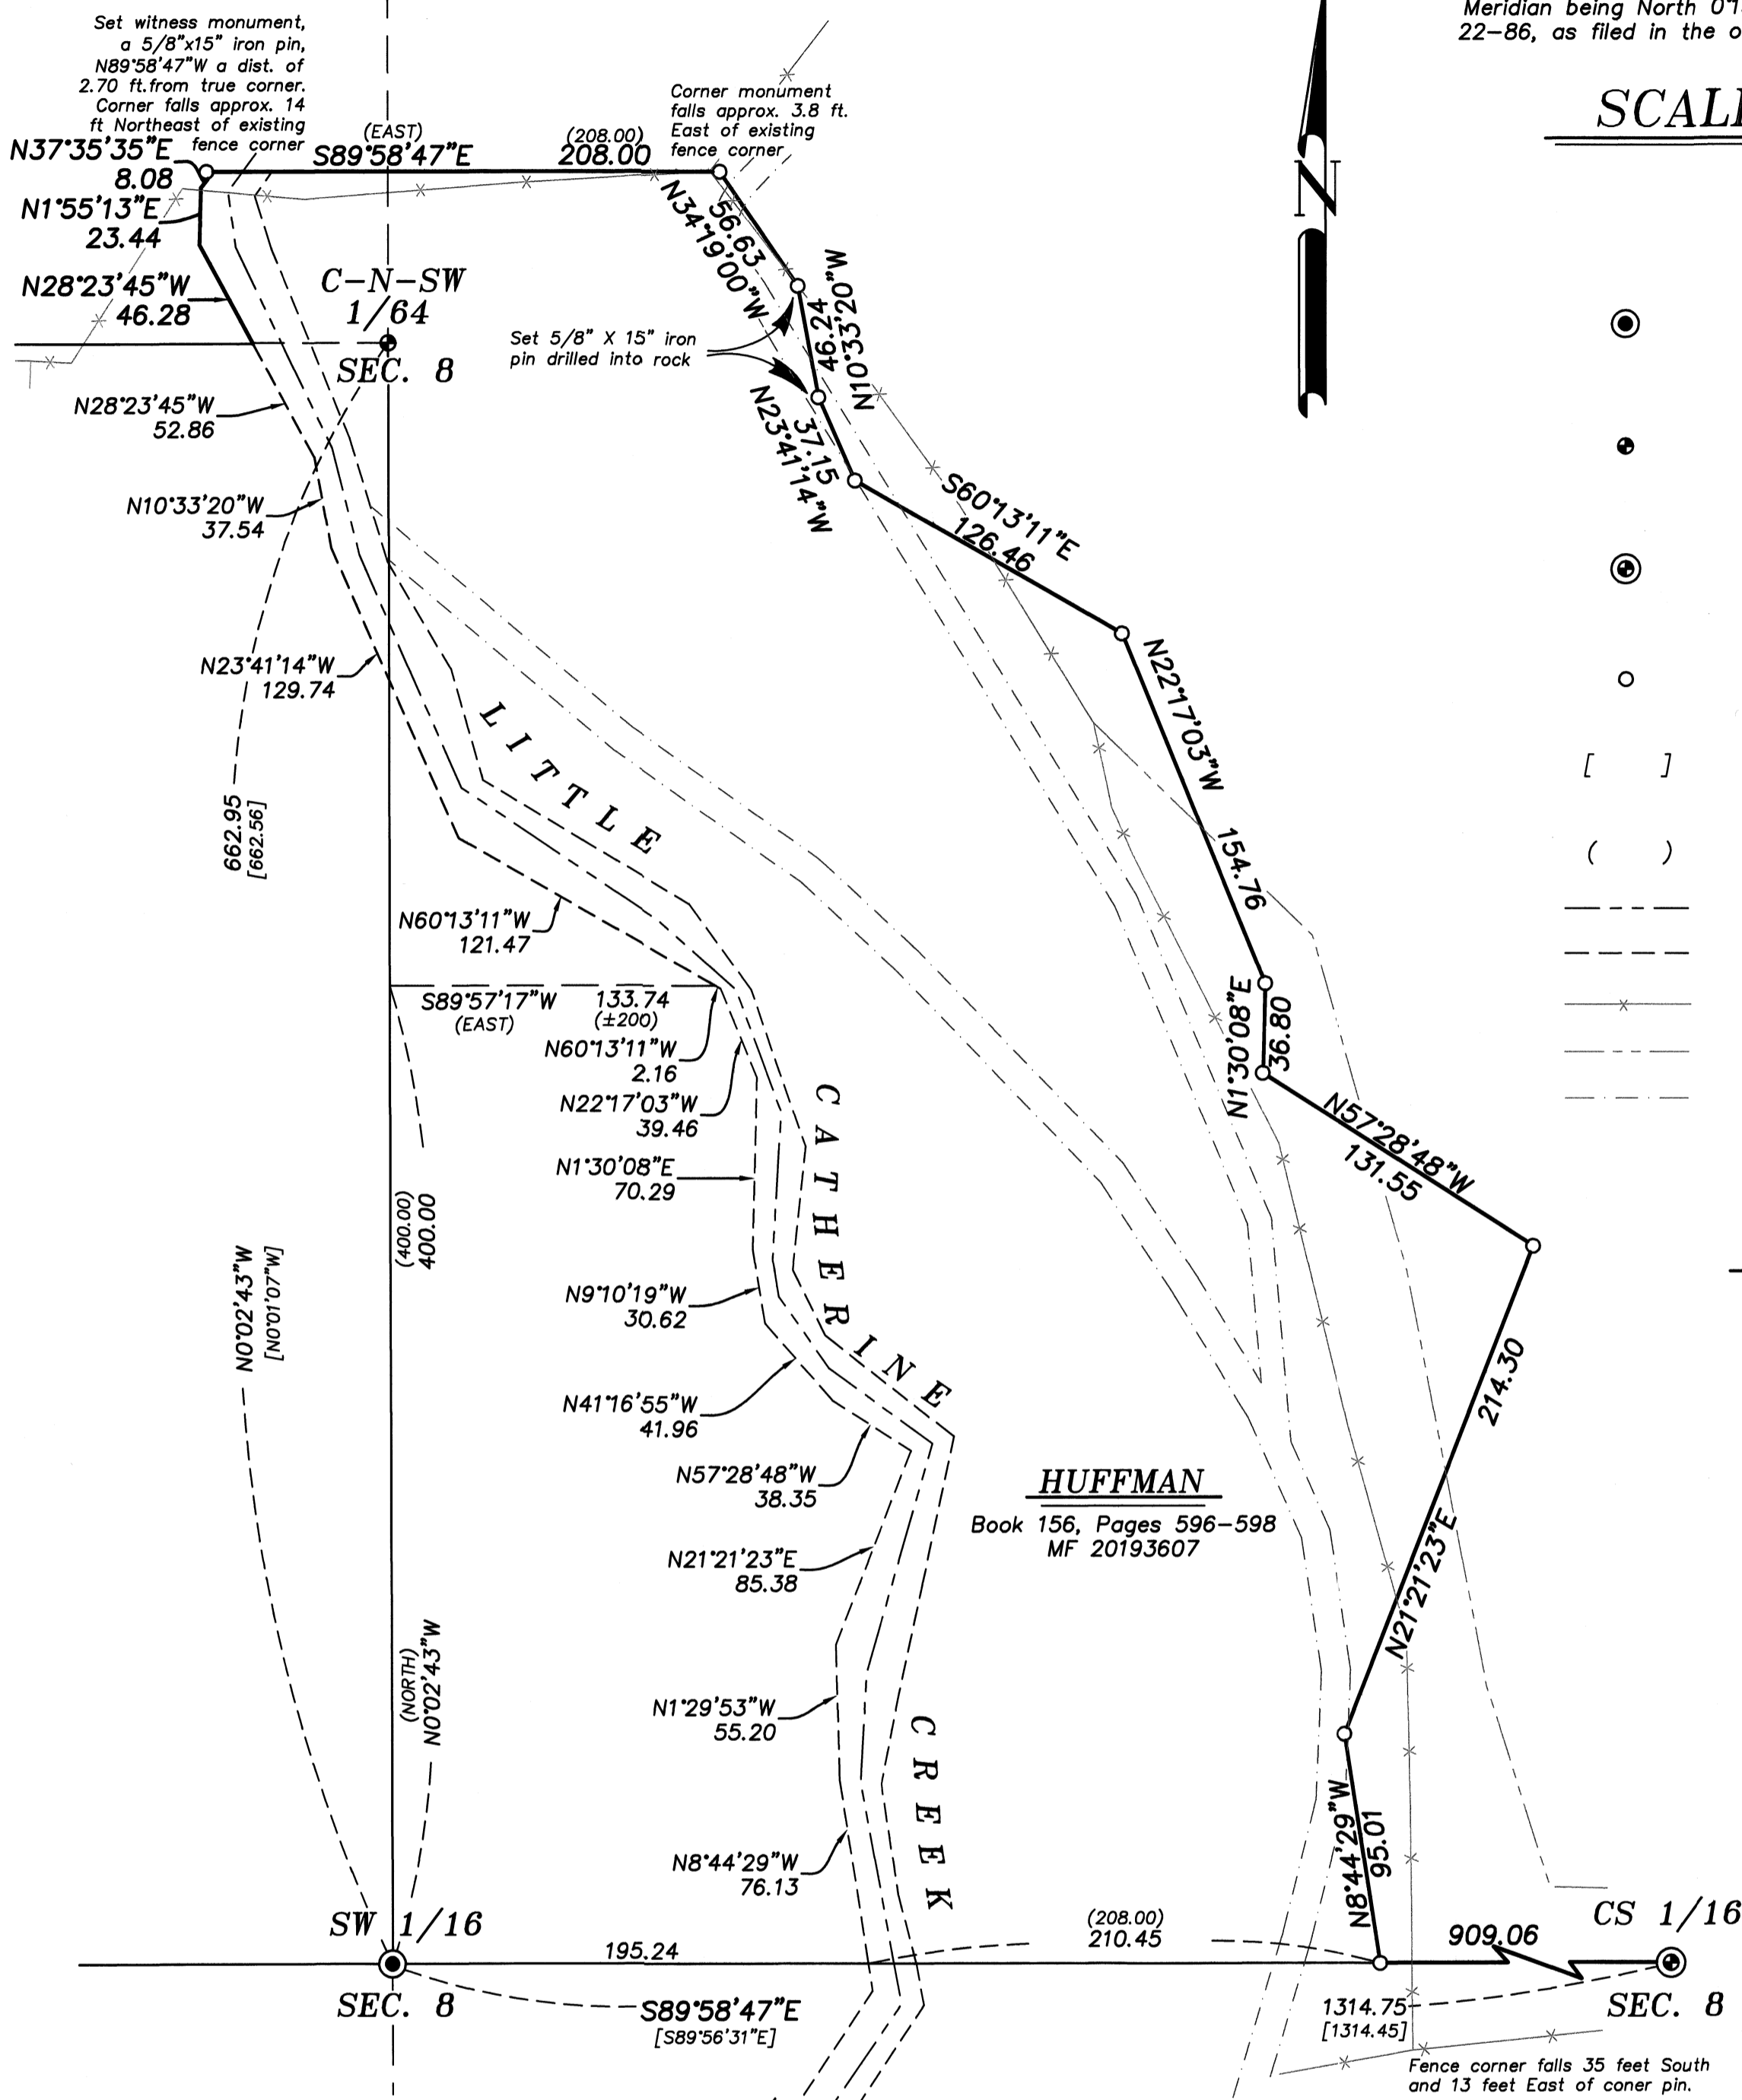 Set witness monument,
a 5/8"x15" iron pin,
N89°58'47"W a dist. of
2.70 ft.from true corner.
Corner falls approx. 14
ft Northeast of existing
fence corner
Meridian being North 0°
22-86, as filed in the o
SCALE
Corner monument
falls approx. 3.8 ft.
East of existing
fence corner
(EAST)
S89°58'47"E
(208.00)
208.00
N37°35'35"E
8.08
N1°55'13"E
23.44
N28°23'45"W
46.28
C-N-SW
1/64
SEC. 8
N
56.63
N34°19'00"W
46.24
N10°33'20"W
Set 5/8" X 15" iron
pin drilled into rock
37.15
N23°41'14"W
N28°23'45"W
52.86
N10°33'20"W
37.54
S60°13'11"E
126.46
N23°41'14"W
129.74
N22°17'03"W
154.76
LITTLE
662.95
[662.56]
[ ]
( )
N60°13'11"W
121.47
S89°57'17"W
(EAST)
133.74
(±200)
N60°13'11"W
2.16
N22°17'03"W
39.46
N1°30'08"E
36.80
CATHERINE
N57°28'48"W
131.55
N1°30'08"E
70.29
(400.00)
400.00
N0°02'43"W
[N0°01'07"W]
N9°10'19"W
30.62
N41°16'55"W
41.96
214.30
N21°21'23"E
N57°28'48"W
38.35
HUFFMAN
Book 156, Pages 596-598
MF 20193607
N21°21'23"E
85.38
(NORTH)
N0°02'43"W
N1°29'53"W
55.20
CREEK
N8°44'29"W
76.13
N8°44'29"W
95.01
SW 1/16
SEC. 8
195.24
(208.00)
210.45
909.06
CS 1/16
SEC. 8
S89°58'47"E
[S89°56'31"E]
1314.75
[1314.45]
Fence corner falls 35 feet South
and 13 feet East of coner pin.